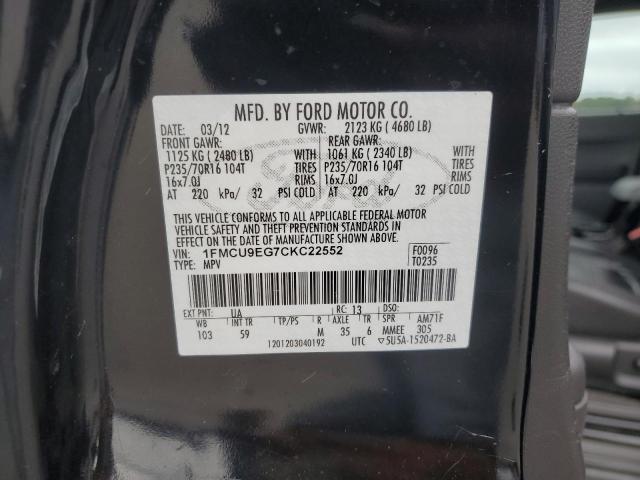 MFD. BY FORD MOTOR CO.
DATE: 03/12 GVWR: 2123 KG ( 4680 LB)
FRONT GAWR: REAR GAWR:
1125 KG ( 2480 LB) WITH 1061 KG ( 2340 LB) WITH
P235/70R16 104T TIRES P235/70R16 104T TIRES
16x7.0J RIMS 16x7.0J RIMS
AT 220 kPa/ 32 PSI COLD AT 220 kPa/ 32 PSI COLD
THIS VEHICLE CONFORMS TO ALL APPLICABLE FEDERAL MOTOR
VEHICLE SAFETY AND THEFT PREVENTION STANDARDS IN EFFECT
ON THE DATE OF MANUFACTURE SHOWN ABOVE.
VIN: 1FMCU9EG7CKC22552 F0096
TYPE: MPV T0235
EXT PNT: UA RC: 13 DSO:
WB INT TR TP/PS R AXLE TR SPR AM71F
103 59 M 35 6 MMEE 305
1201203040192 UTC ▽5U5A-1520472-BA